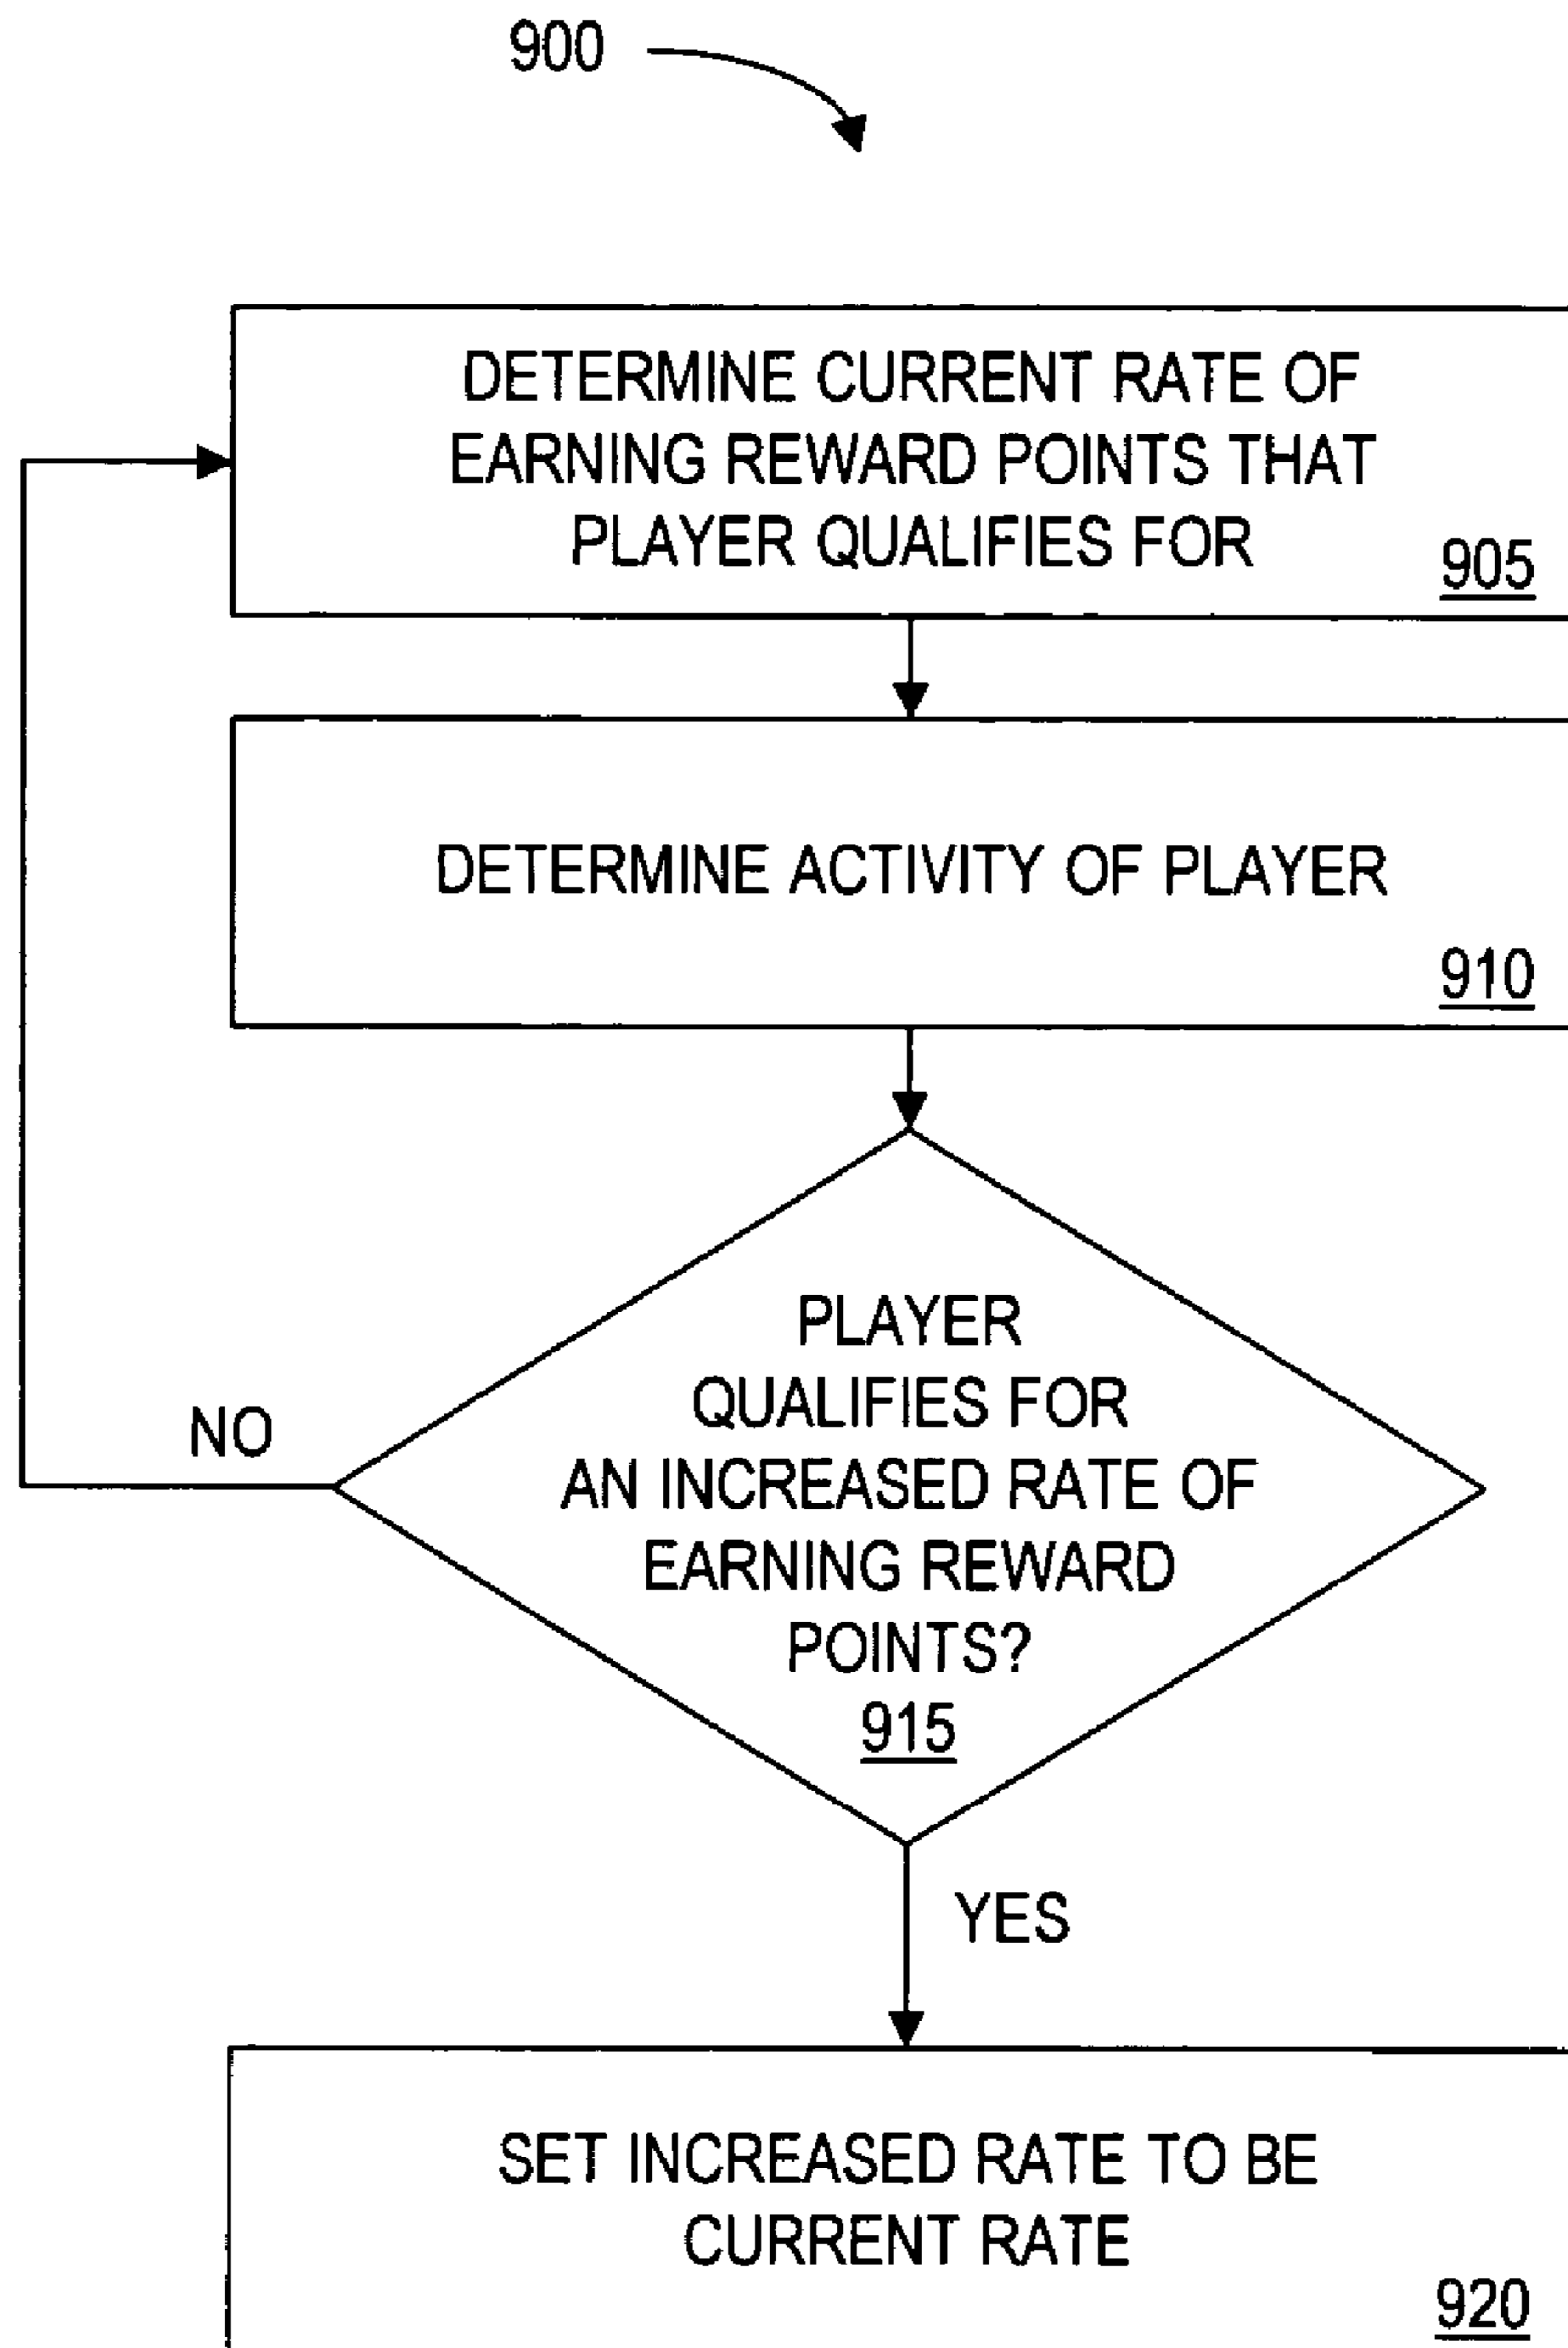 900
DETERMINE CURRENT RATE OF
EARNING REWARD POINTS THAT
PLAYER QUALIFIES FOR
905
DETERMINE ACTIVITY OF PLAYER
910
PLAYER
QUALIFIES FOR
AN INCREASED RATE OF
EARNING REWARD
POINTS?
915
NO
YES
SET INCREASED RATE TO BE
CURRENT RATE
920